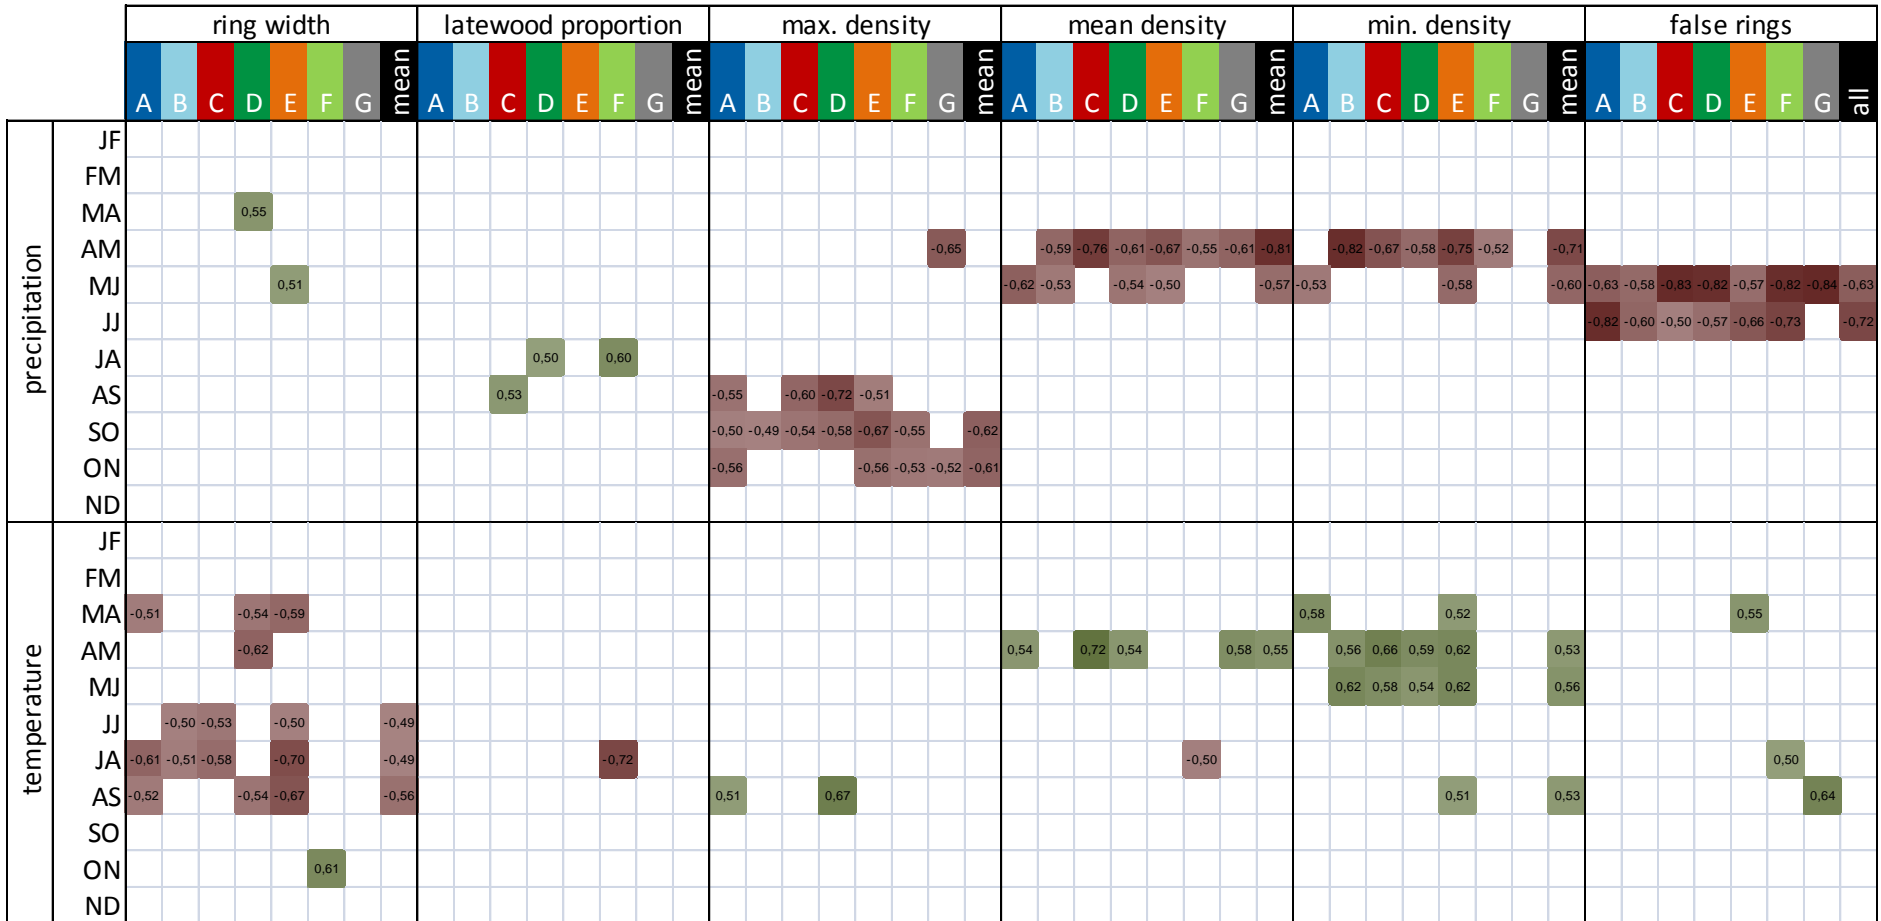 ring width latewood proportion max. density mean density min. density false rings
A B C D E F G mean A B C D E F G mean A B C D E F G mean A B C D E F G mean A B C D E F G mean A B C D E F G all
precipitation
JF
FM
MA 0,55
AM -0,65 -0,59 -0,76 -0,61 -0,67 -0,55 -0,61 -0,81 -0,82 -0,67 -0,58 -0,75 -0,52 -0,71
MJ 0,51 -0,62 -0,53 -0,54 -0,50 -0,57 -0,53 -0,58 -0,60 -0,63 -0,58 -0,83 -0,82 -0,57 -0,82 -0,84 -0,63
JJ -0,82 -0,60 -0,50 -0,57 -0,66 -0,73 -0,72
JA 0,50 0,60
AS 0,53 -0,55 -0,60 -0,72 -0,51
SO -0,50 -0,49 -0,54 -0,58 -0,67 -0,55 -0,62
ON -0,56 -0,56 -0,53 -0,52 -0,61
ND
temperature
JF
FM
MA -0,51 -0,54 -0,59 0,58 0,52 0,55
AM -0,62 0,54 0,72 0,54 0,58 0,55 0,56 0,66 0,59 0,62 0,53
MJ 0,62 0,58 0,54 0,62 0,56
JJ -0,50 -0,53 -0,50 -0,49
JA -0,61 -0,51 -0,58 -0,70 -0,49 -0,72 -0,50 0,50
AS -0,52 -0,54 -0,67 -0,56 0,51 0,67 0,51 0,53 0,64
SO
ON 0,61
ND